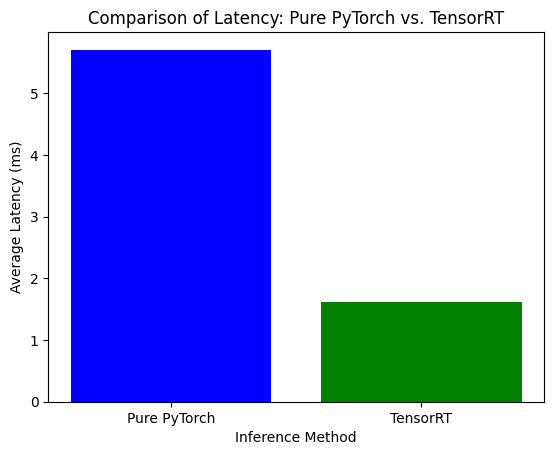 Comparison of Latency: Pure PyTorch vs. TensorRT
Average Latency (ms)
5
4
3
2
1
0
Pure PyTorch
TensorRT
Inference Method